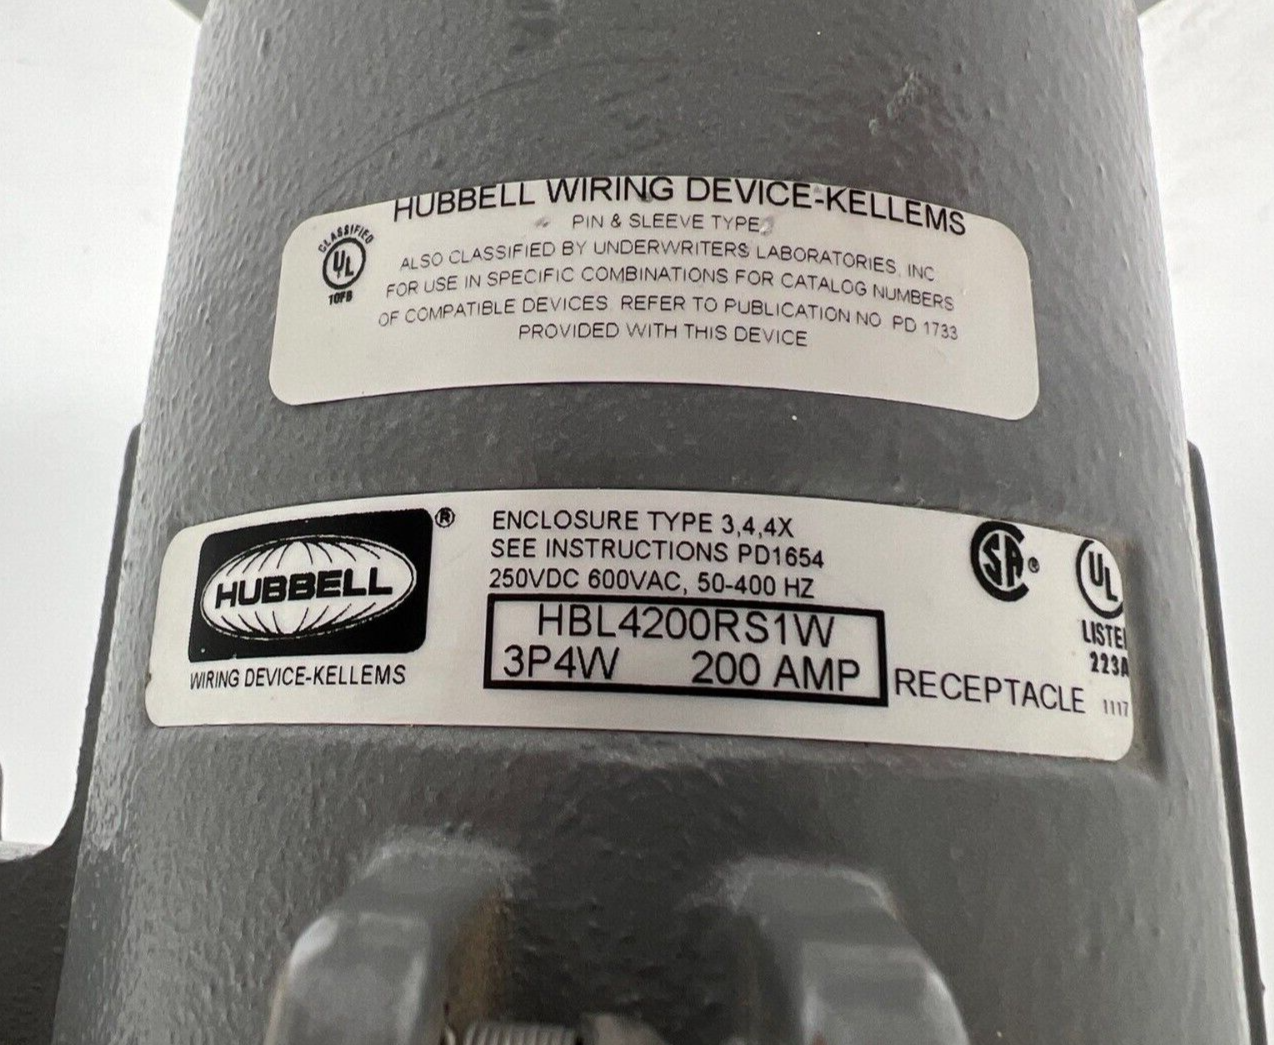 HUBBELL WIRING DEVICE-KELLEMS
PIN & SLEEVE TYPE
CLASSIFIED
UL
10F8
ALSO CLASSIFIED BY UNDERWRITERS LABORATORIES, INC
FOR USE IN SPECIFIC COMBINATIONS FOR CATALOG NUMBERS
OF COMPATIBLE DEVICES. REFER TO PUBLICATION NO. PD 1733
PROVIDED WITH THIS DEVICE
HUBBELL ®
WIRING DEVICE-KELLEMS
ENCLOSURE TYPE 3,4,4X
SEE INSTRUCTIONS PD1654
250VDC 600VAC, 50-400 HZ
HBL4200RS1W
3P4W 200 AMP
RECEPTACLE
SA ®
UL
LISTE
223A
1117